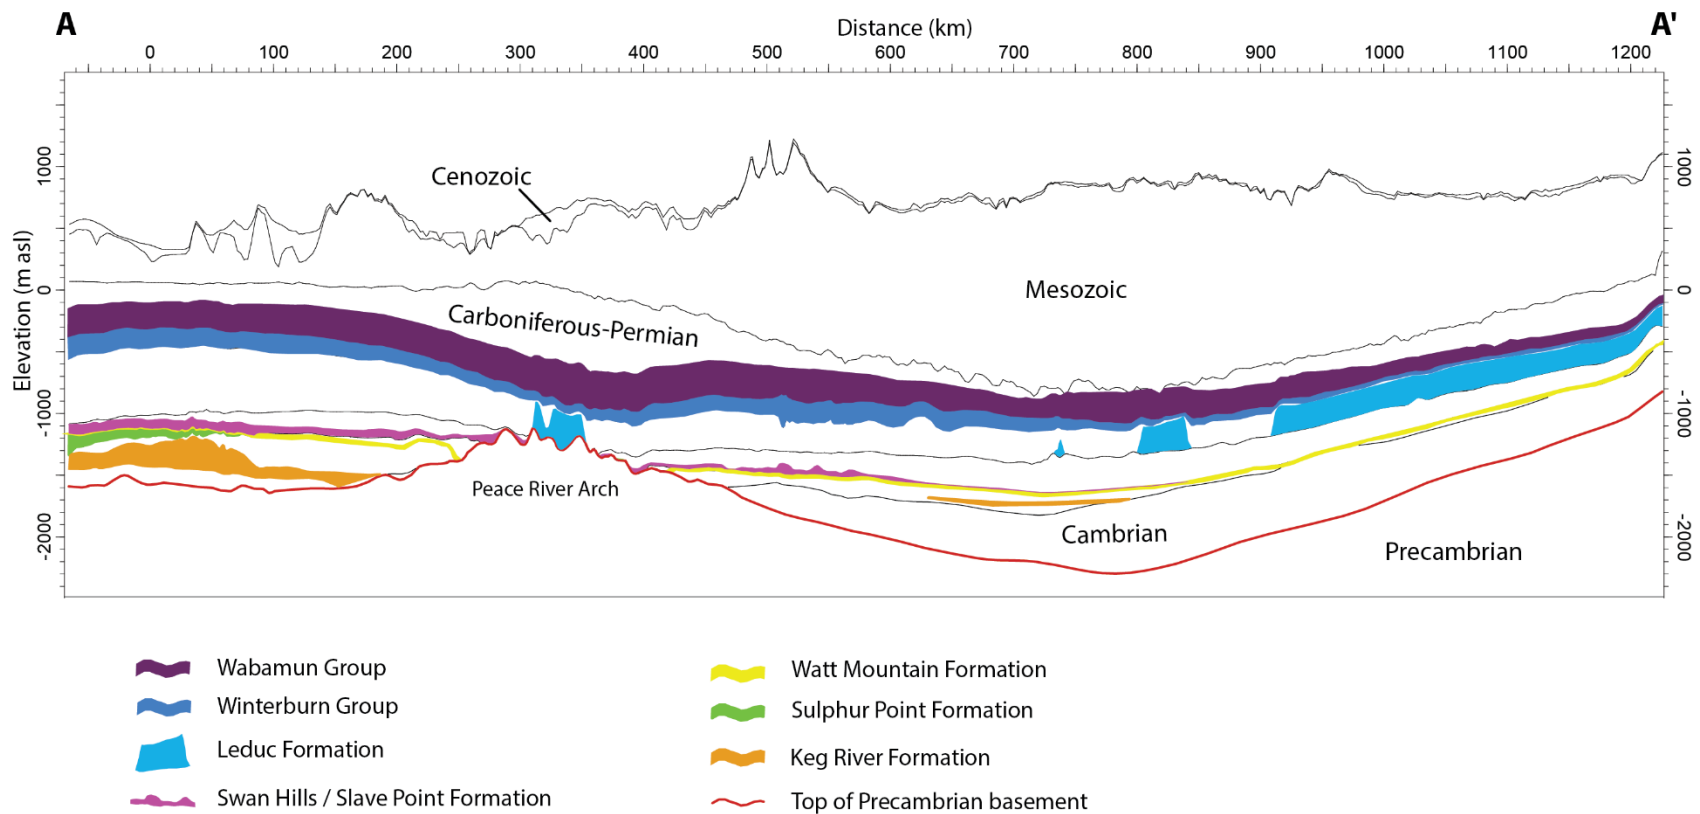 A
Distance (km)
A'
0 100 200 300 400 500 600 700 800 900 1000 1100 1200
Elevation (m asl)
1000
0
-1000
-2000
1000
0
-1000
-2000
Cenozoic
Mesozoic
Carboniferous-Permian
Peace River Arch
Cambrian
Precambrian
Wabamun Group
Winterburn Group
Leduc Formation
Swan Hills / Slave Point Formation
Watt Mountain Formation
Sulphur Point Formation
Keg River Formation
Top of Precambrian basement